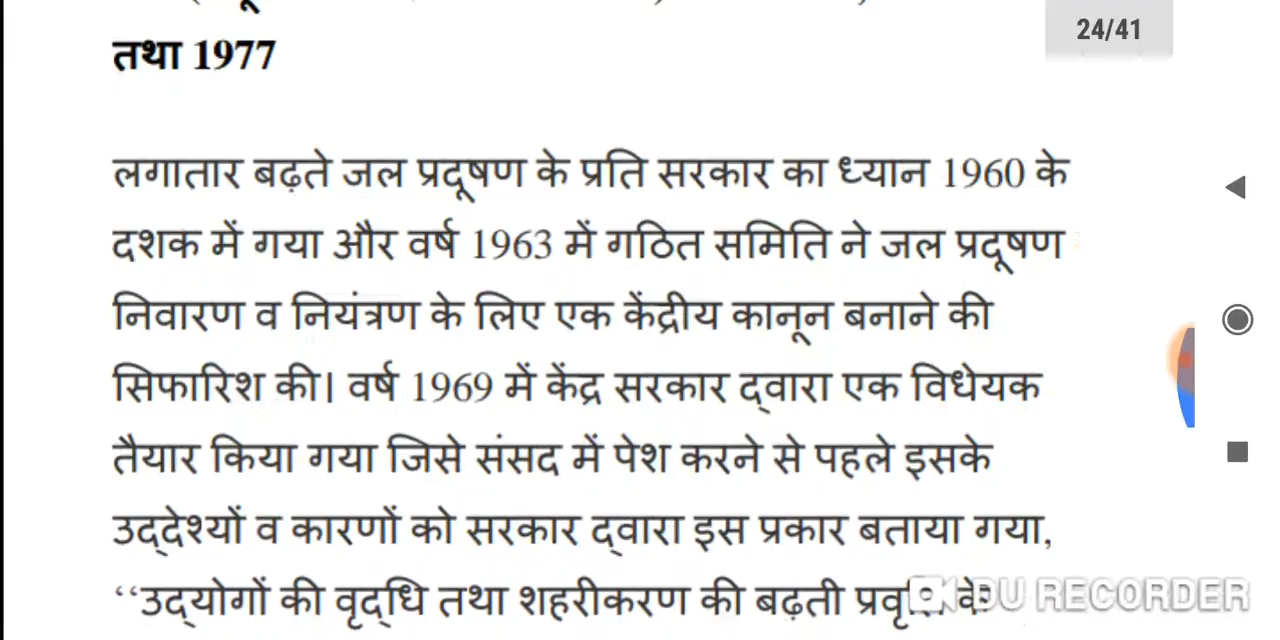 24/41
तथा 1977
लगातार बढ़ते जल प्रदूषण के प्रति सरकार का ध्यान 1960 के
दशक में गया और वर्ष 1963 में गठित समिति ने जल प्रदूषण
निवारण व नियंत्रण के लिए एक केंद्रीय कानून बनाने की
सिफारिश की। वर्ष 1969 में केंद्र सरकार द्वारा एक विधेयक
तैयार किया गया जिसे संसद में पेश करने से पहले इसके
उद्देश्यों व कारणों को सरकार द्वारा इस प्रकार बताया गया,
‘‘उद्योगों की वृद्धि तथा शहरीकरण की बढ़ती के
DU RECORDER